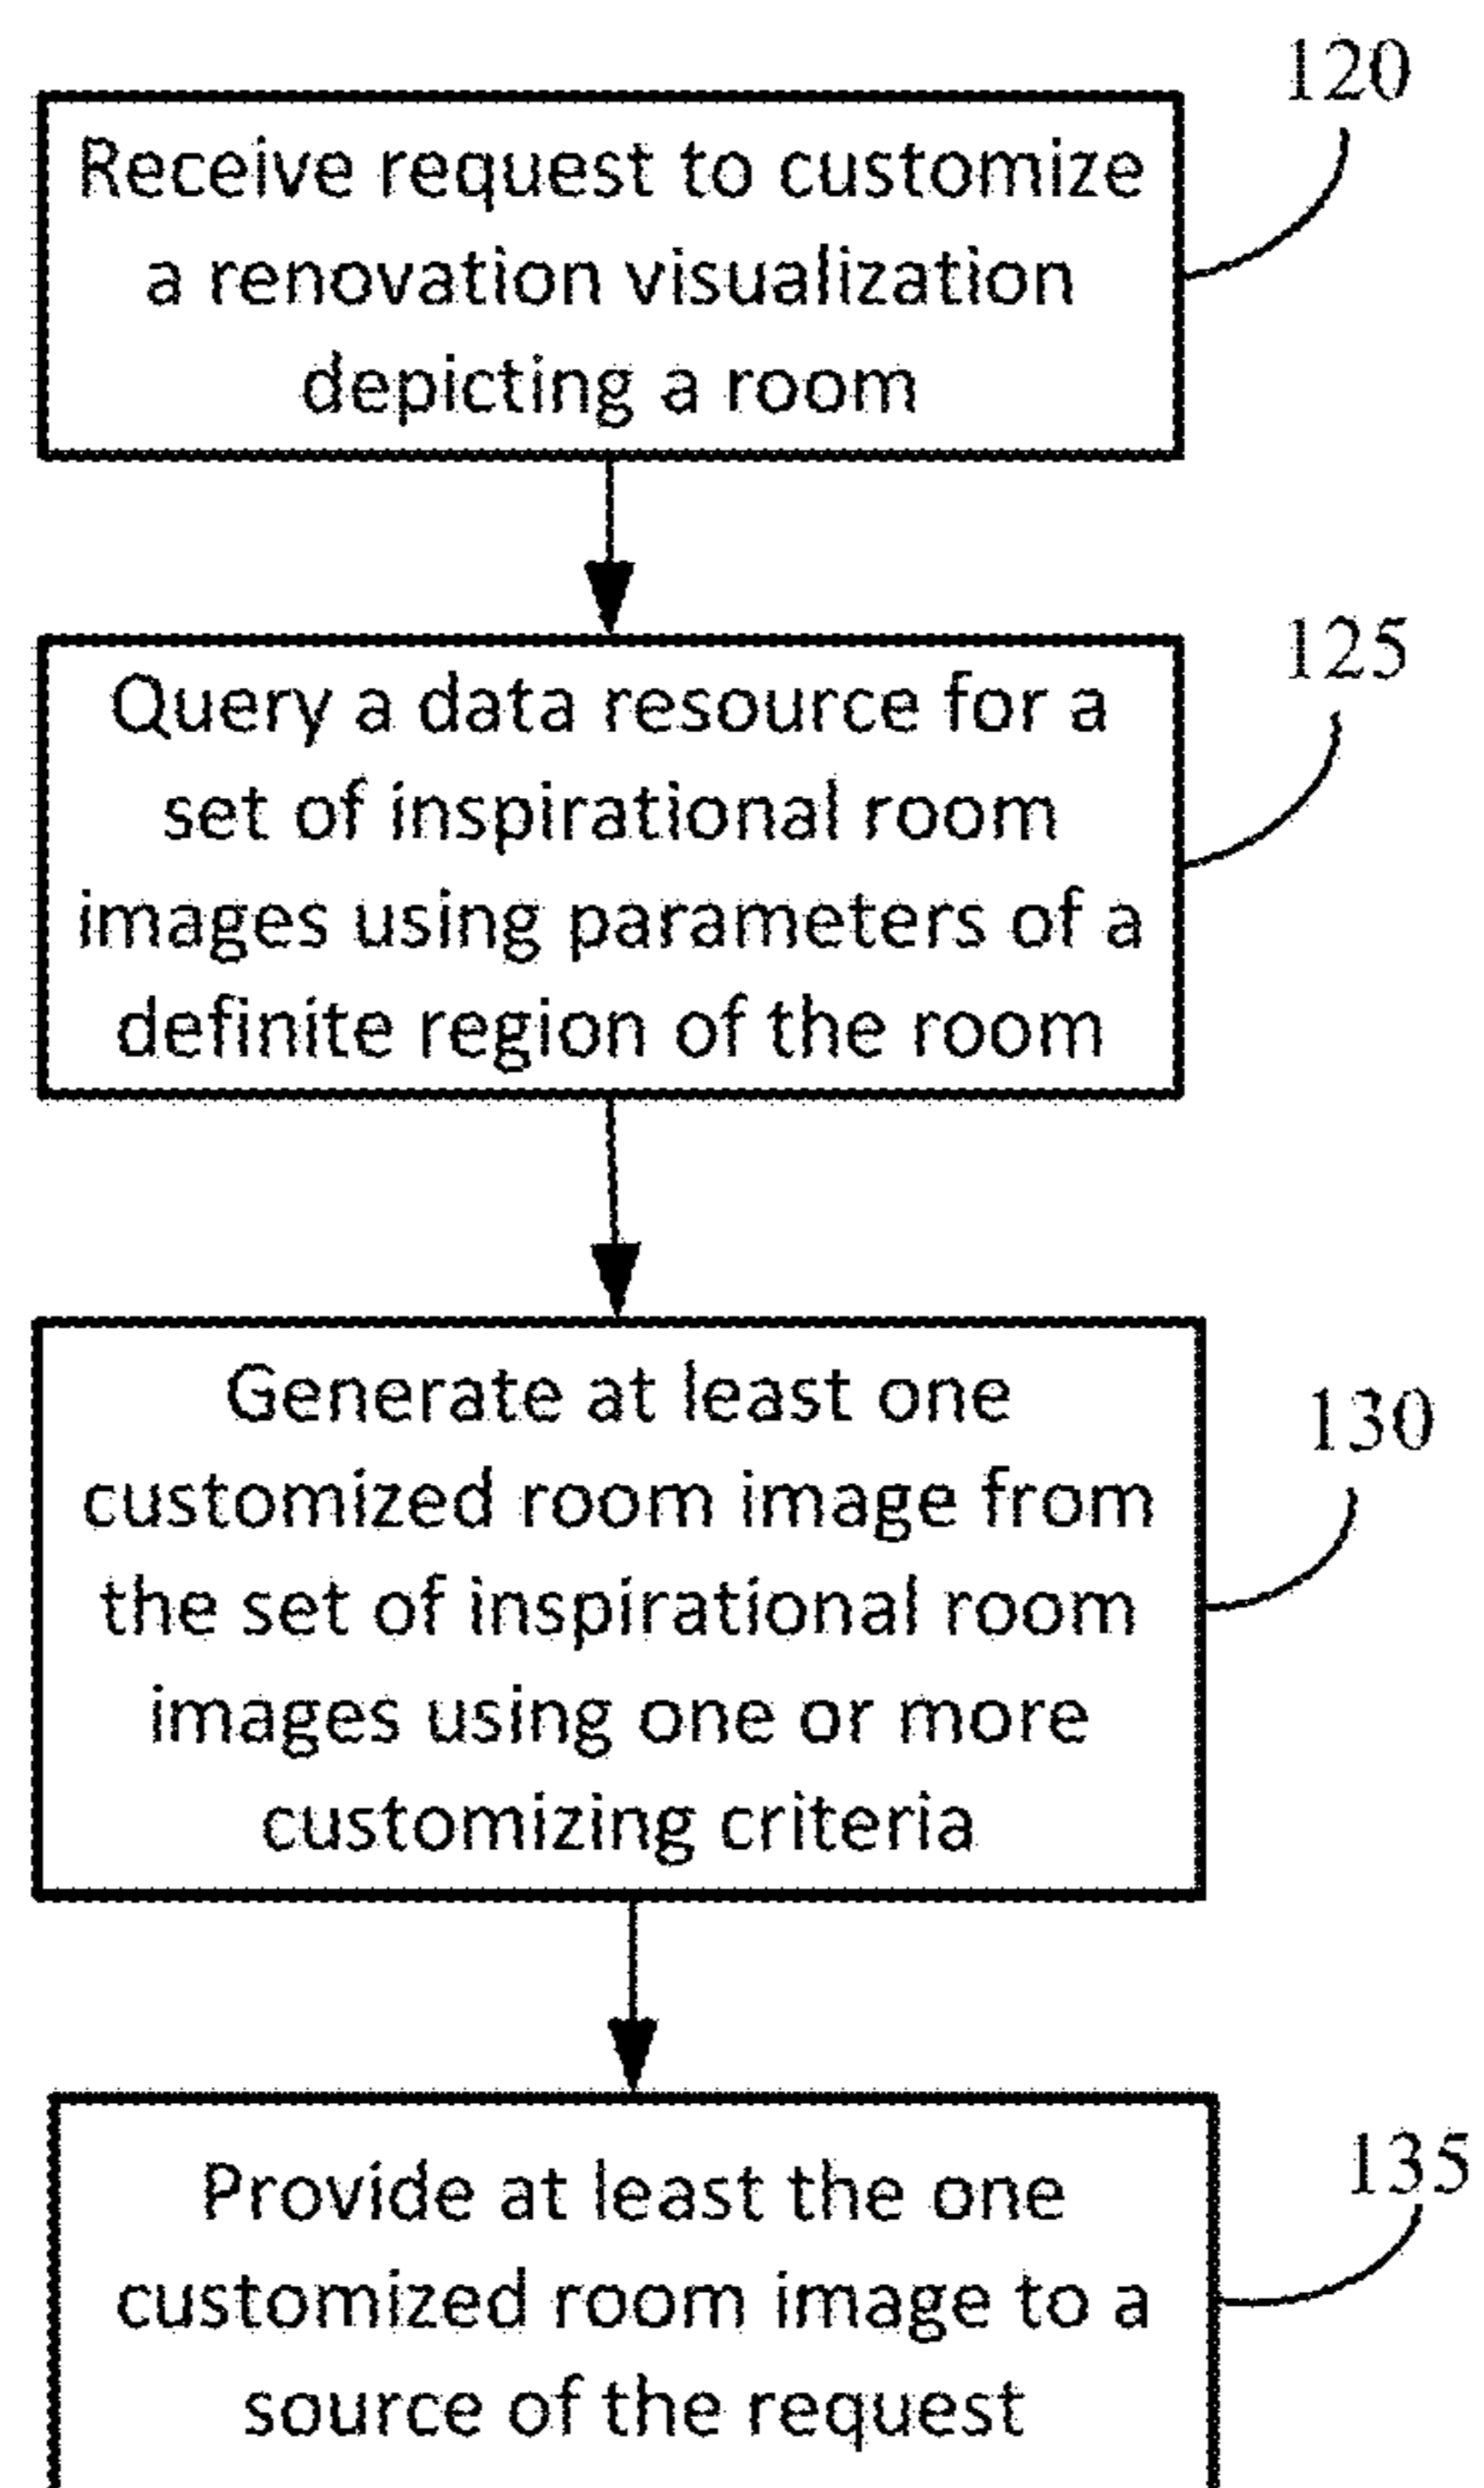 120
Receive request to customize
a renovation visualization
depicting a room
125
Query a data resource for a
set of inspirational room
images using parameters of a
definite region of the room
130
Generate at least one
customized room image from
the set of inspirational room
images using one or more
customizing criteria
135
Provide at least the one
customized room image to a
source of the request